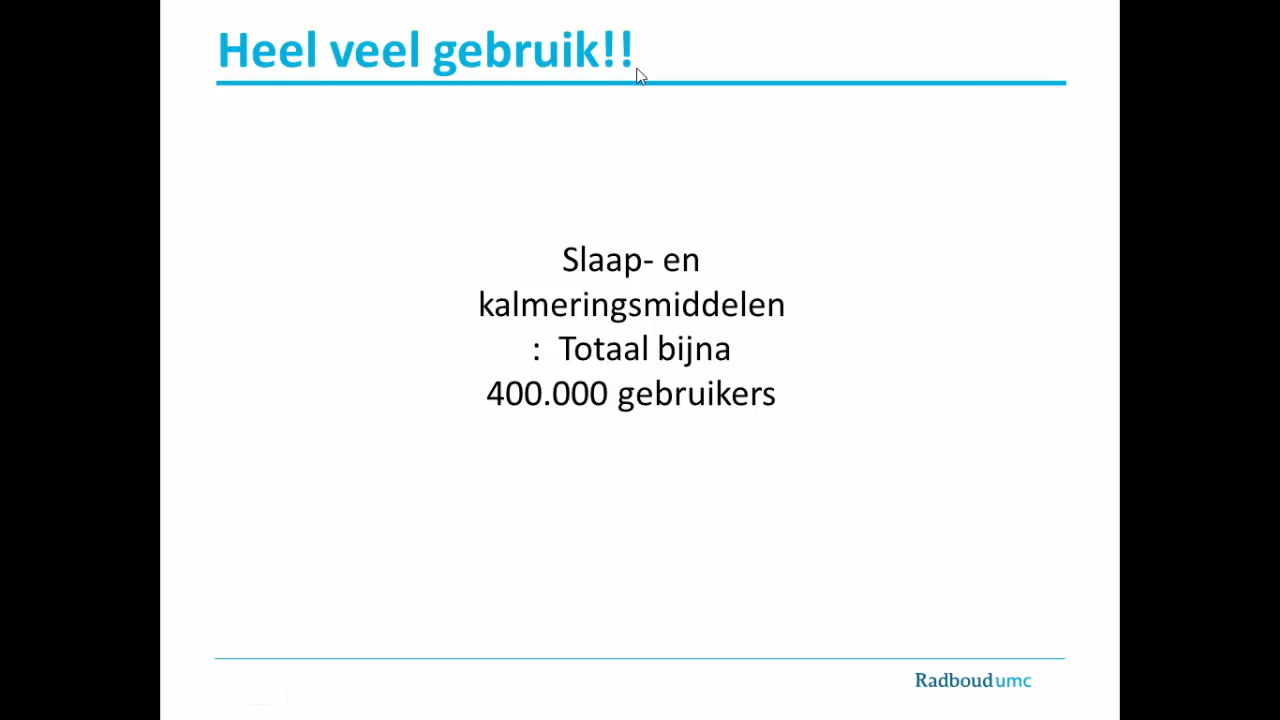 Heel veel gebruik!!
Slaap- en
kalmeringsmiddelen
: Totaal bijna
400.000 gebruikers
Radboudumc